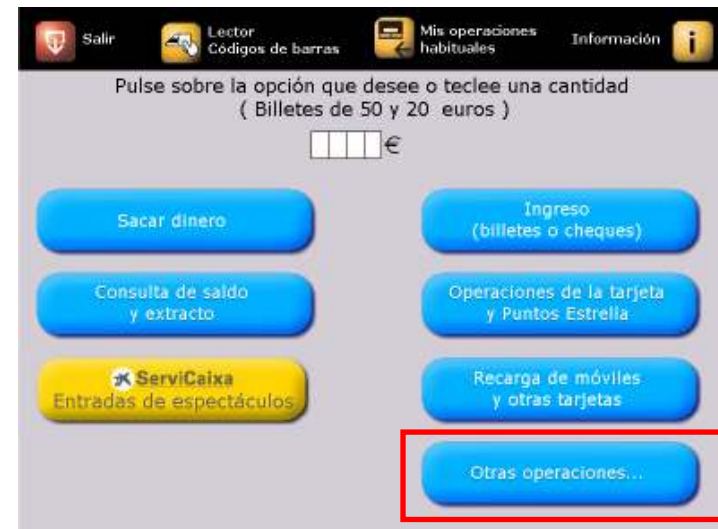 Salir
Lector
Códigos de barras
Mis operaciones
habituales
Información
i
Pulse sobre la opción que desee o teclee una cantidad
( Billetes de 50 y 20 euros )
€
Sacar dinero
Ingreso
(billetes o cheques)
Consulta de saldo
y extracto
Operaciones de la tarjeta
y Puntos Estrella
ServiCaixa
Entradas de espectáculos
Recarga de móviles
y otras tarjetas
Otras operaciones...